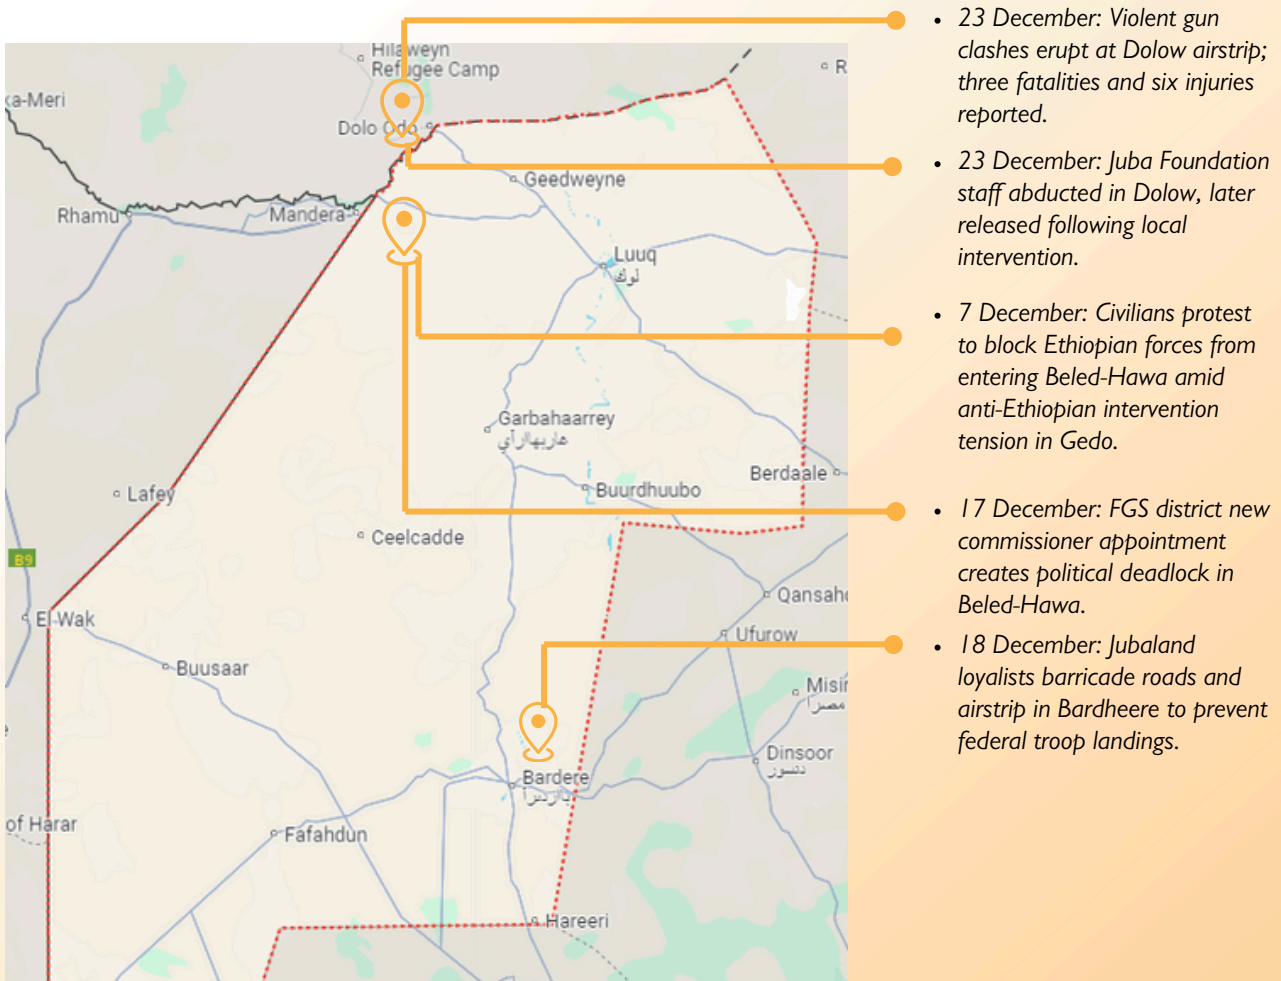 Hilaweyn
Refugee Camp
R
ka-Meri
Dolo Odo
Geedweyne
Rhamu
Mandera
Luuq
لوك
Garbahaarrey
Berdaale
Buurdhuubo
Lafey
Ceelcadde
B9
El-Wak
Qansah
Ufurow
Buusaar
Misir
Dinsoor
دنسور
Bardere
of Harar
Fafahdun
Hareeri
• 23 December: Violent gun
clashes erupt at Dolow airstrip;
three fatalities and six injuries
reported.
• 23 December: Juba Foundation
staff abducted in Dolow, later
released following local
intervention.
• 7 December: Civilians protest
to block Ethiopian forces from
entering Beled-Hawa amid
anti-Ethiopian intervention
tension in Gedo.
• 17 December: FGS district new
commissioner appointment
creates political deadlock in
Beled-Hawa.
• 18 December: Jubaland
loyalists barricade roads and
airstrip in Bardheere to prevent
federal troop landings.